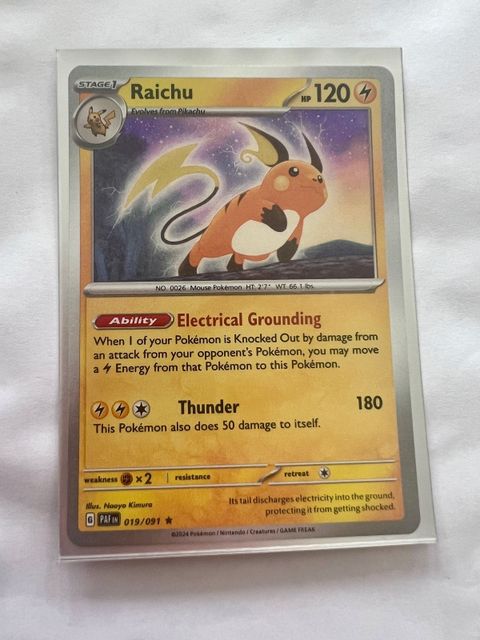 STAGE1 Raichu HP 120
Evolves from Pikachu
NO. 0026 Mouse Pokémon HT: 2'7" WT: 66.1 lbs.
Ability Electrical Grounding
When 1 of your Pokémon is Knocked Out by damage from
an attack from your opponent's Pokémon, you may move
a Energy from that Pokémon to this Pokémon.
Thunder 180
This Pokémon also does 50 damage to itself.
weakness ×2 resistance retreat
Illus. Naoyo Kimura
Its tail discharges electricity into the ground,
protecting it from getting shocked.
G PAF EN 019/091 ★
©2024 Pokémon / Nintendo / Creatures / GAME FREAK